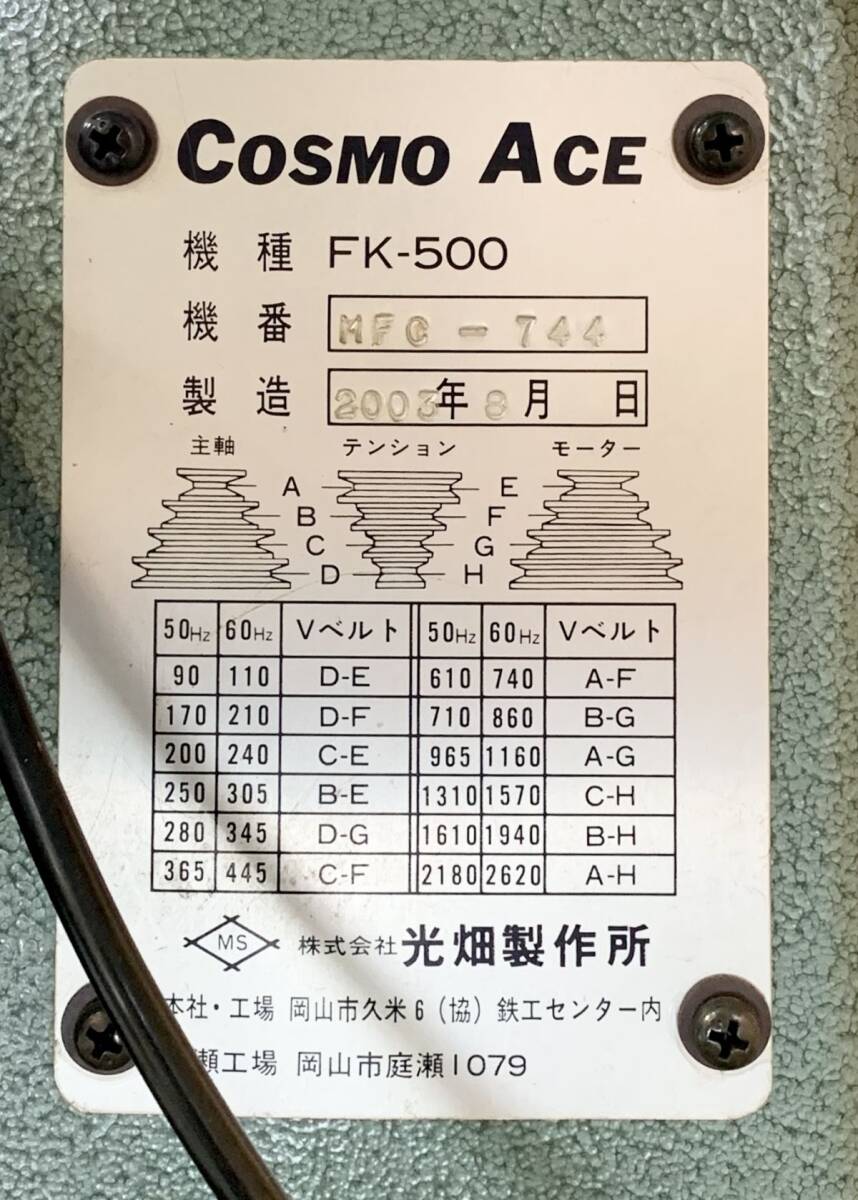 COSMO ACE
機種 FK-500
機番 MFC-744
製造 2003年 8月 日
主軸 テンション モーター
A E
B F
C G
D H
50Hz 60Hz Vベルト 50Hz 60Hz Vベルト
90 110 D-E 610 740 A-F
170 210 D-F 710 860 B-G
200 240 C-E 965 1160 A-G
250 305 B-E 1310 1570 C-H
280 345 D-G 1610 1940 B-H
365 445 C-F 2180 2620 A-H
MS 株式会社 光畑製作所
本社・工場 岡山市久米6(協)鉄工センター内
瀬工場 岡山市庭瀬1079